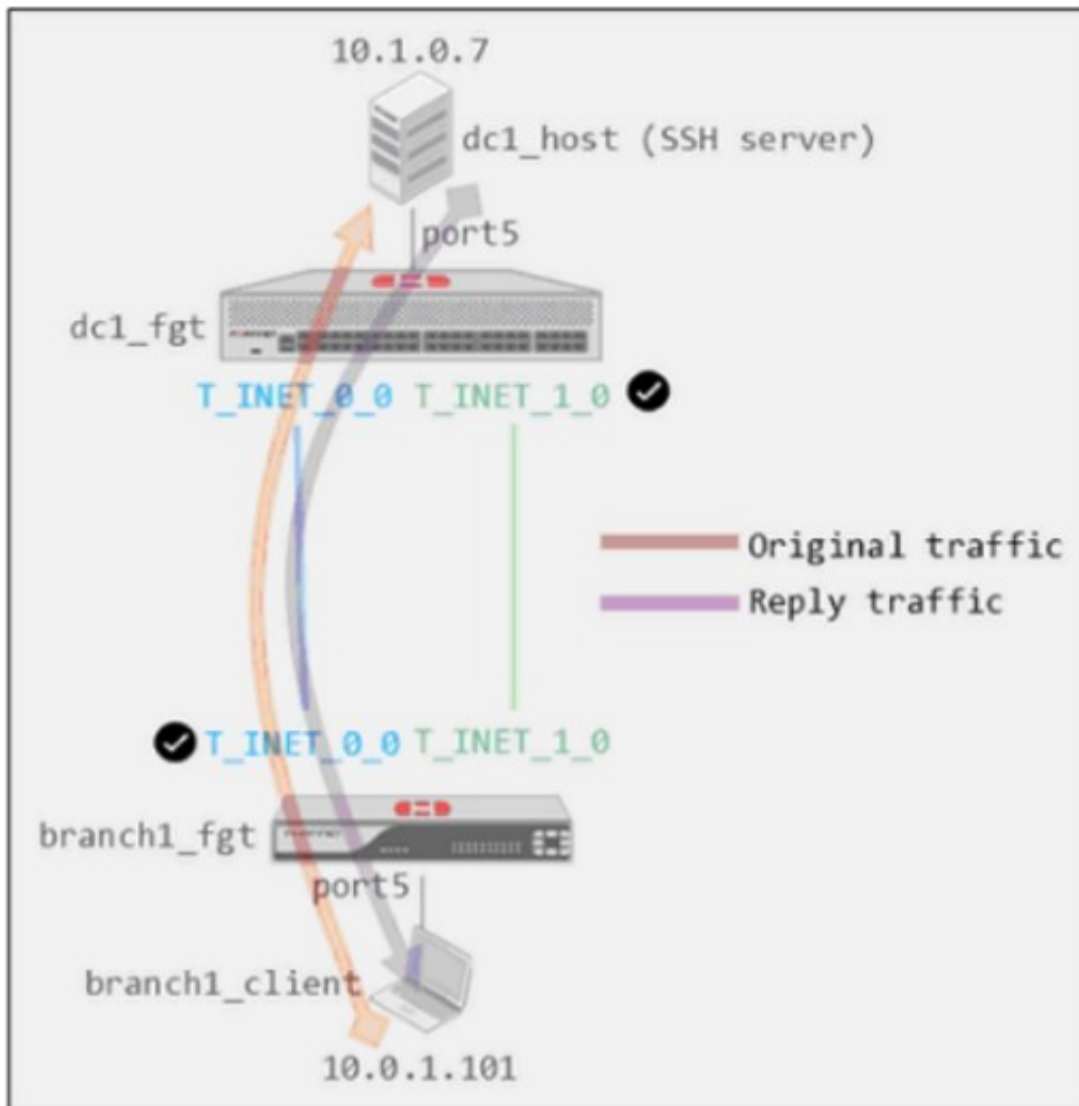 10.1.0.7
dc1_host (SSH server)
port5
dc1_fgt
T_INET_0_0 T_INET_1_0
Original traffic
Reply traffic
T_INET_0_0 T_INET_1_0
branch1_fgt
port5
branch1_client
10.0.1.101